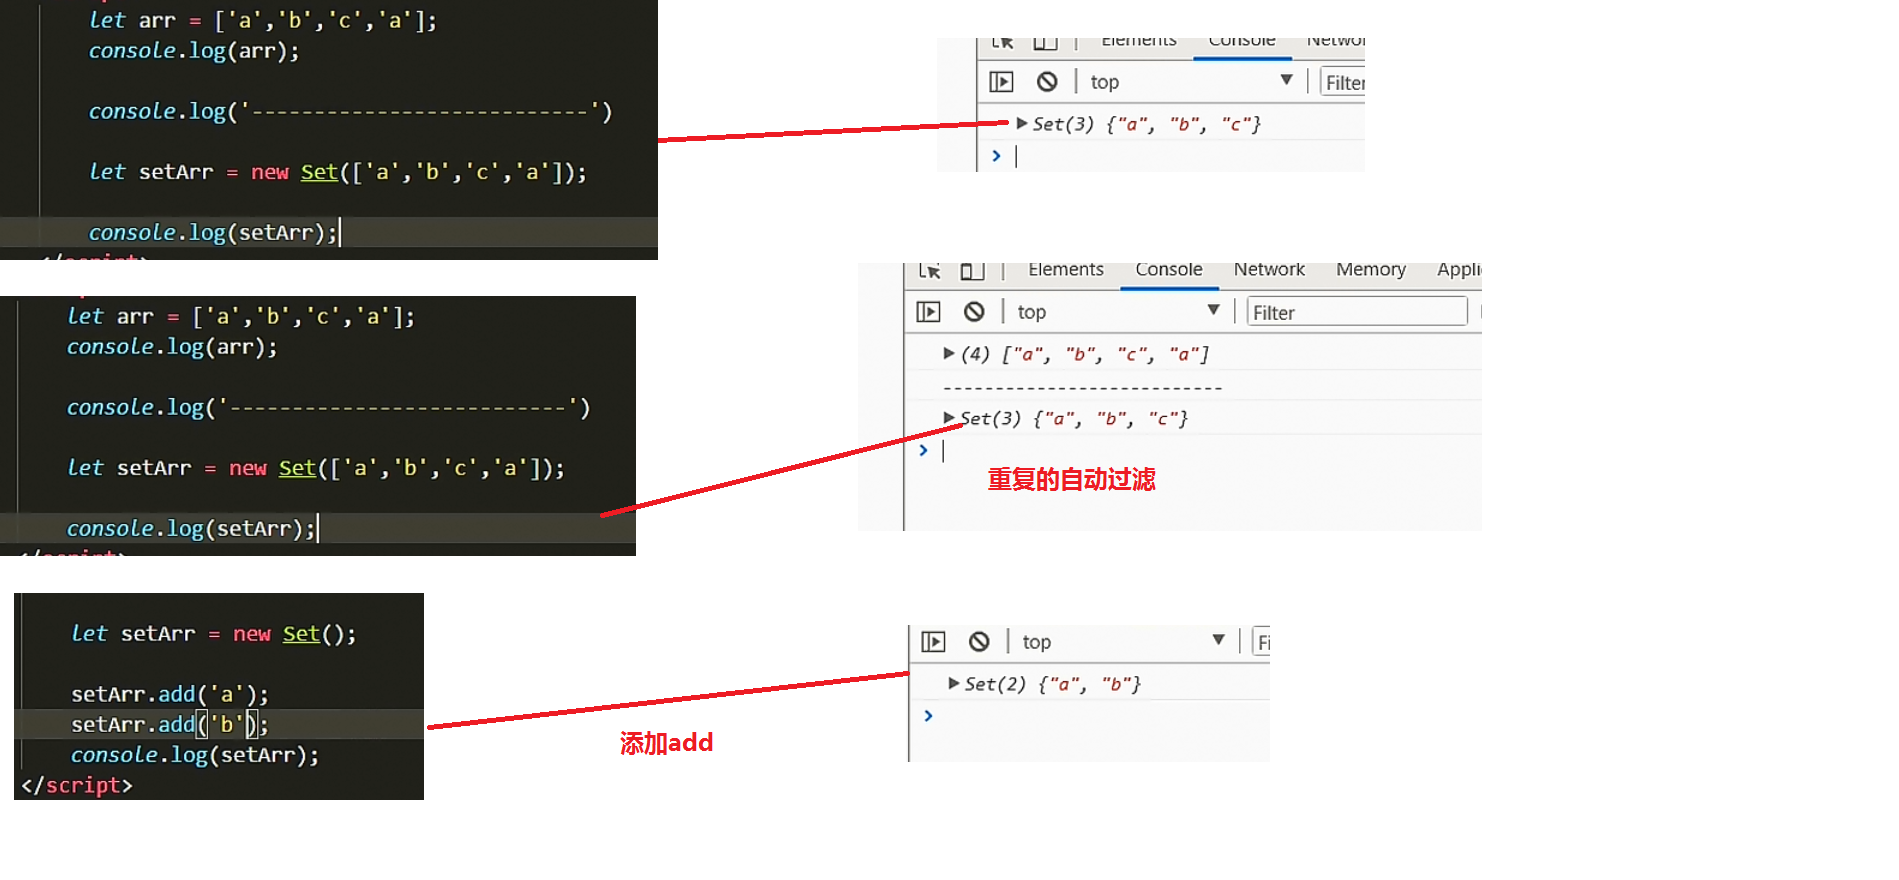 let arr = ['a','b','c','a'];
console.log(arr);
console.log('---------------------------')
let setArr = new Set(['a','b','c','a']);
console.log(setArr);
</script>
Elements Console Networ
top Filter
Set(3) {"a", "b", "c"}
let arr = ['a','b','c','a'];
console.log(arr);
console.log('---------------------------')
let setArr = new Set(['a','b','c','a']);
console.log(setArr);
</script>
Elements Console Network Memory Appli
top Filter
(4) ["a", "b", "c", "a"]
---------------------------
Set(3) {"a", "b", "c"}
重复的自动过滤
let setArr = new Set();
setArr.add('a');
setArr.add('b');
console.log(setArr);
</script>
添加add
top Fi
Set(2) {"a", "b"}